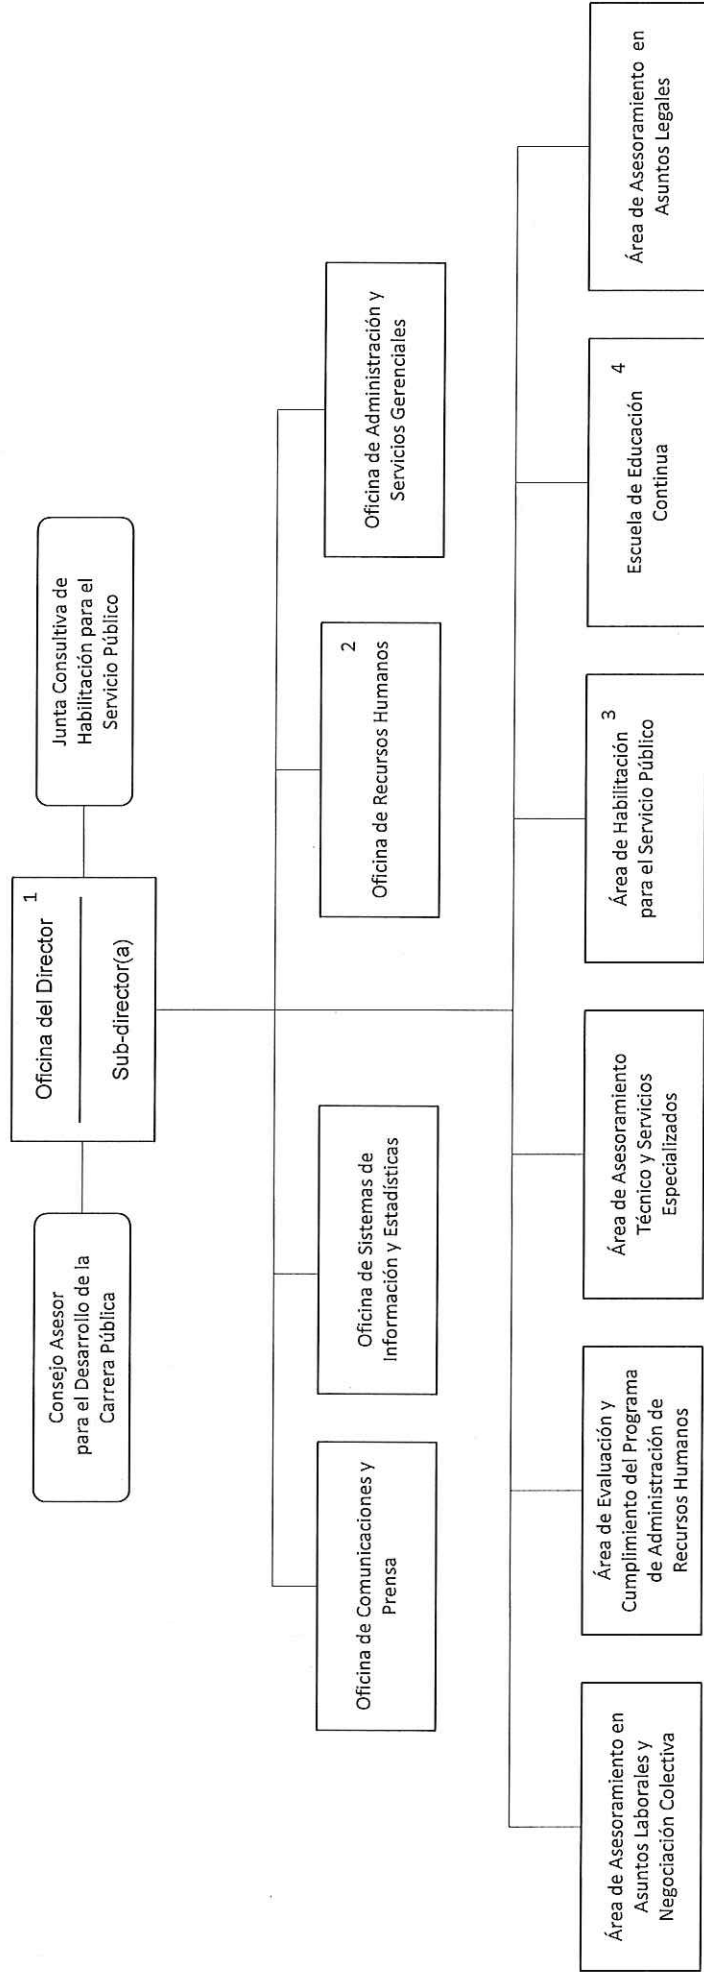 Consejo Asesor
para el Desarrollo de la
Carrera Pública
Oficina del Director
1
Sub-director(a)
Junta Consultiva de
Habilitación para el
Servicio Público
Oficina de Comunicaciones y
Prensa
Oficina de Sistemas de
Información y Estadísticas
2
Oficina de Recursos Humanos
Oficina de Administración y
Servicios Gerenciales
Área de Asesoramiento en
Asuntos Laborales y
Negociación Colectiva
Área de Evaluación y
Cumplimiento del Programa
de Administración de
Recursos Humanos
Área de Asesoramiento
Técnico y Servicios
Especializados
3
Área de Habilitación
para el Servicio Público
4
Escuela de Educación
Continua
Área de Asesoramiento en
Asuntos Legales